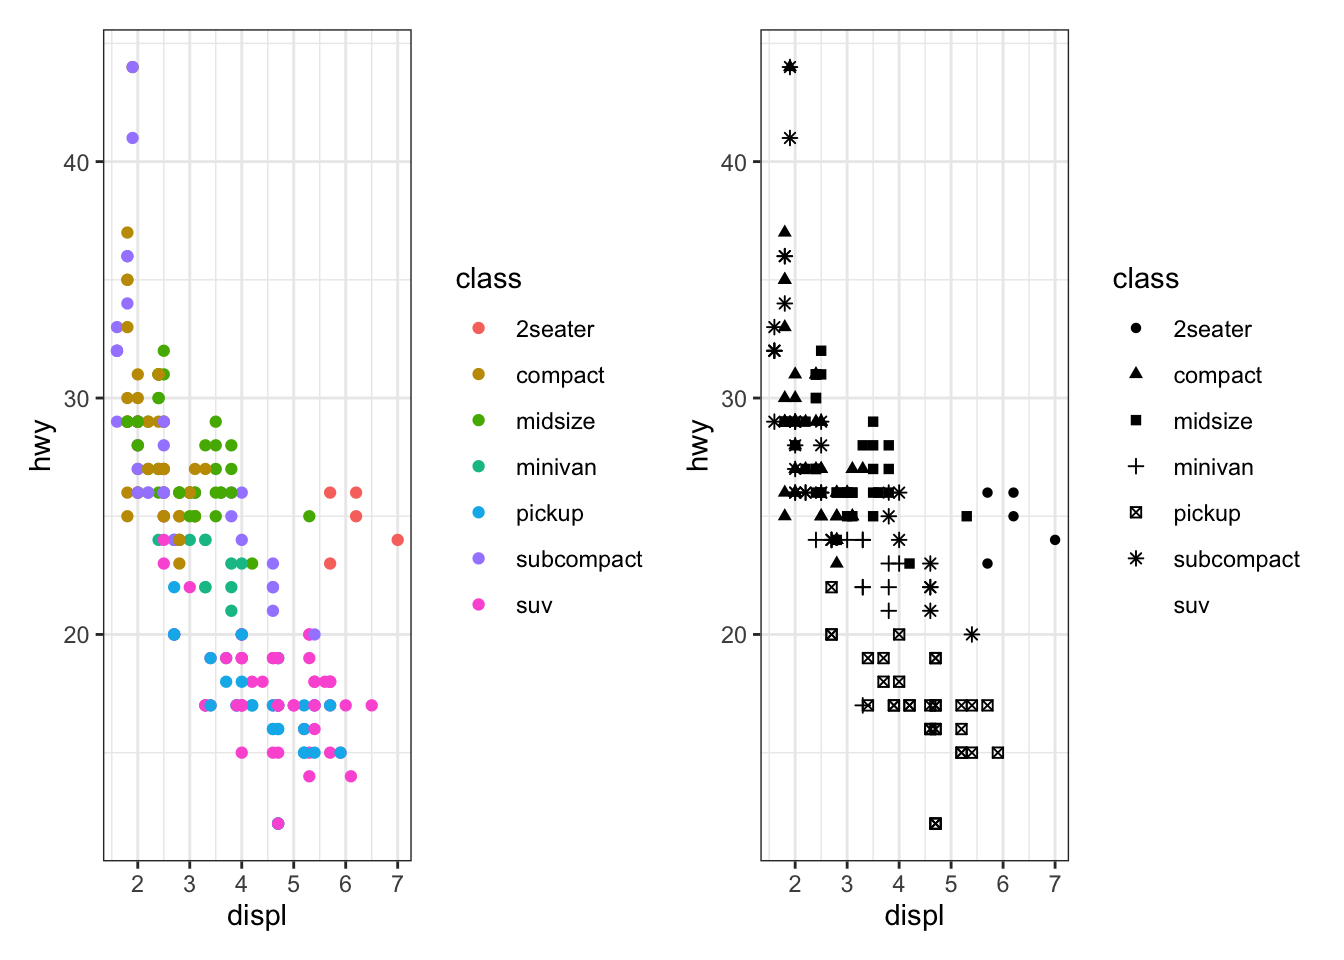 hwy
40
30
20
2 3 4 5 6 7
displ
class
2seater
compact
midsize
minivan
pickup
subcompact
suv
hwy
40
30
20
2 3 4 5 6 7
displ
class
2seater
compact
midsize
minivan
pickup
subcompact
suv